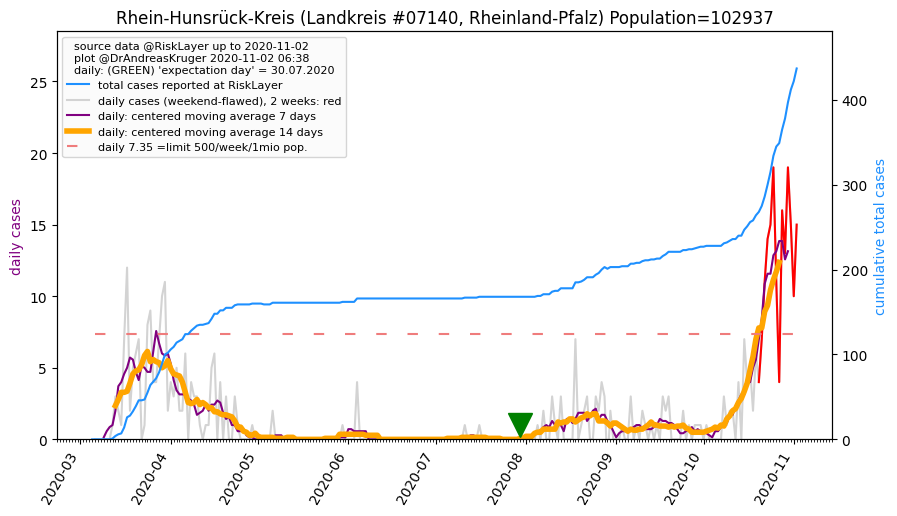 Rhein-Hunsrück-Kreis (Landkreis #07140, Rheinland-Pfalz) Population=102937
source data @RiskLayer up to 2020-11-02
plot @DrAndreasKruger 2020-11-02 06:38
daily: (GREEN) 'expectation day' = 30.07.2020
total cases reported at RiskLayer
daily cases (weekend-flawed), 2 weeks: red
daily: centered moving average 7 days
daily: centered moving average 14 days
daily 7.35 =limit 500/week/1mio pop.
daily cases
25
20
15
10
5
0
400
300
200
100
0
cumulative total cases
2020-03
2020-04
2020-05
2020-06
2020-07
2020-08
2020-09
2020-10
2020-11